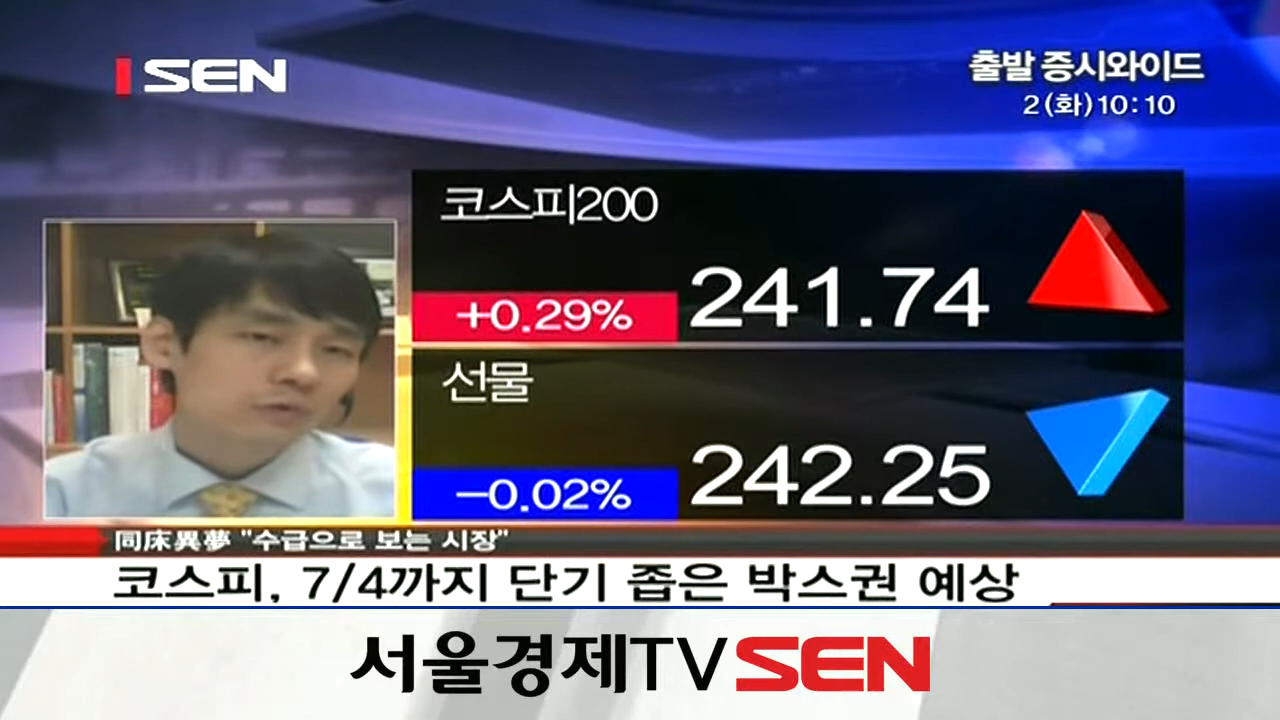 SEN
출발 증시와이드
2(화)10:10
코스피200
+0.29%
241.74
선물
-0.02%
242.25
同床異夢 "수급으로 보는 시장"
코스피, 7/4까지 단기 좁은 박스권 예상
서울경제TV SEN